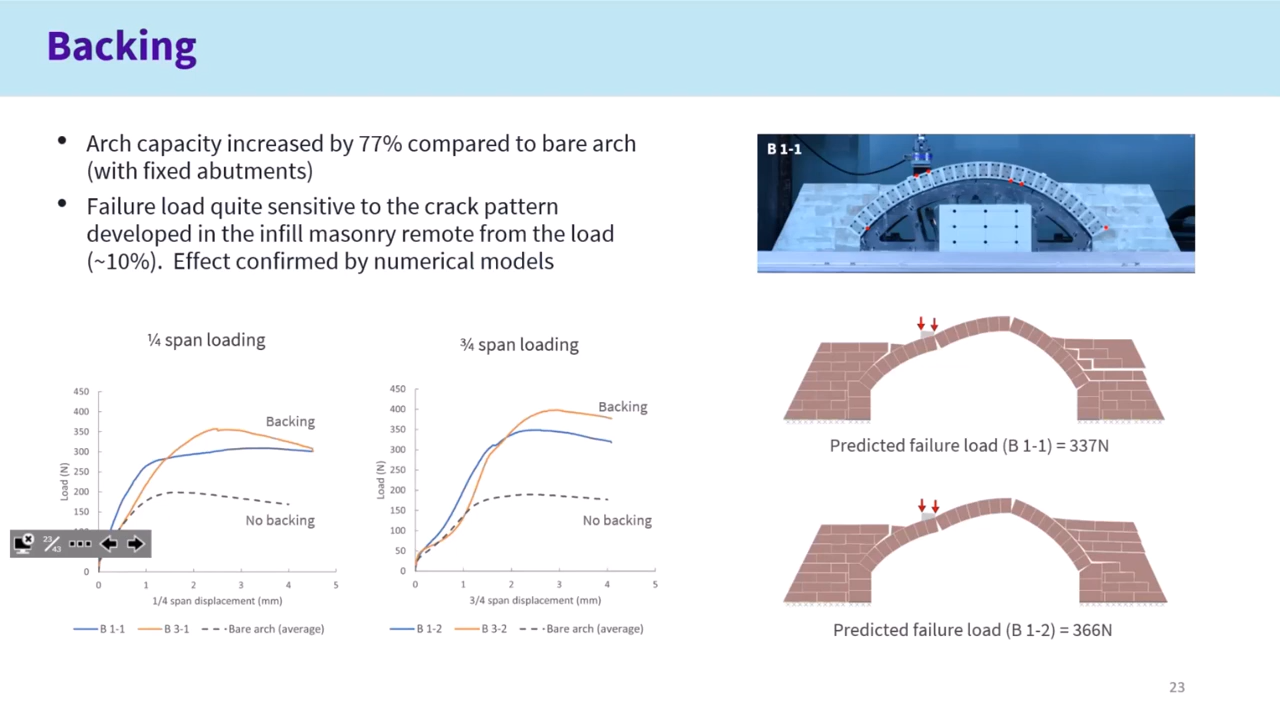 Backing
• Arch capacity increased by 77% compared to bare arch
(with fixed abutments)
• Failure load quite sensitive to the crack pattern
developed in the infill masonry remote from the load
(~10%). Effect confirmed by numerical models
B 1-1
¼ span loading
450
400
350
300
250
200
150
100
0
Load (N)
Backing
No backing
0 1 2 3 4 5
1/4 span displacement (mm)
B 1-1 B 3-1 Bare arch (average)
¾ span loading
450
400
350
300
250
200
150
100
50
0
Load (N)
Backing
No backing
0 1 2 3 4 5
3/4 span displacement (mm)
B 1-2 B 3-2 Bare arch (average)
23/43
Predicted failure load (B 1-1) = 337N
Predicted failure load (B 1-2) = 366N
23